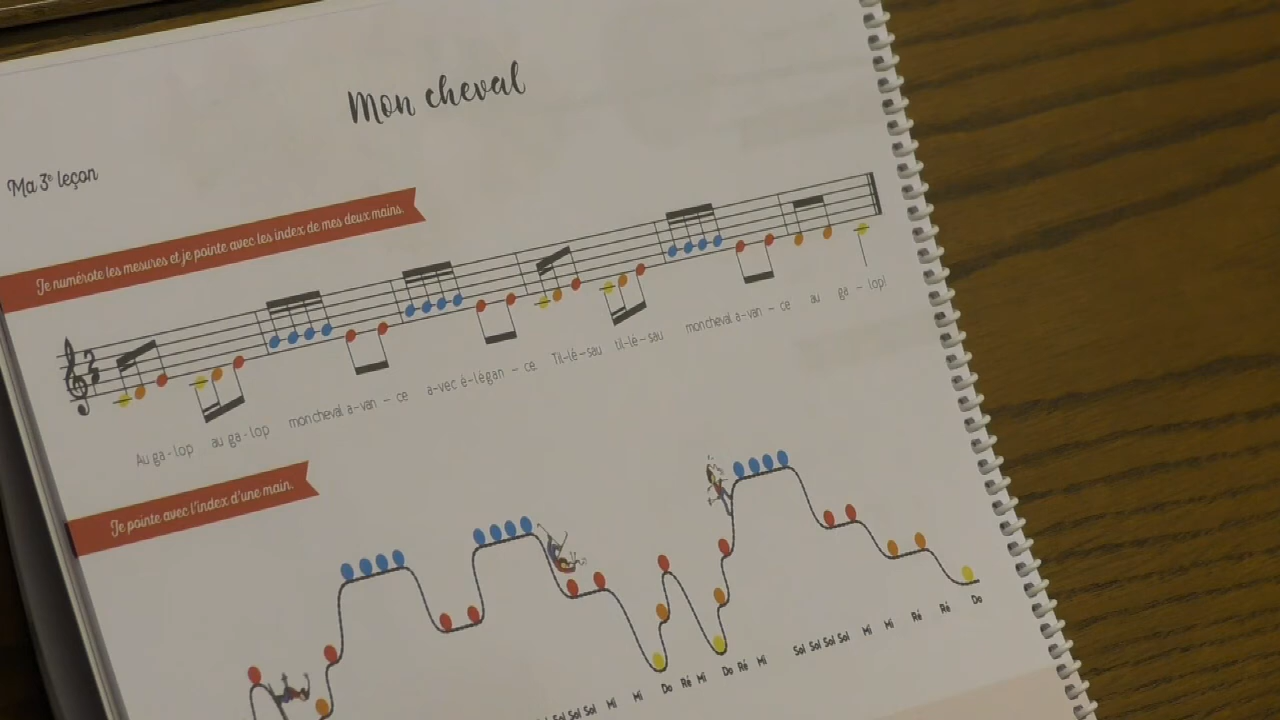 Mon cheval
Ma 3e leçon
Je numérote les mesures et je pointe avec les index de mes deux mains.
Au ga-lop au ga-lop mon cheval a-van - ce a-vec é-légan - ce Til-lé-sau til-lé-sau mon cheval a-van - ce au ga - lop!
Je pointe avec l'index d'une main.
Sol Sol Sol Mi Mi Do Ré Mi Do Ré Mi Sol Sol Sol Sol Mi Mi Ré Ré Do